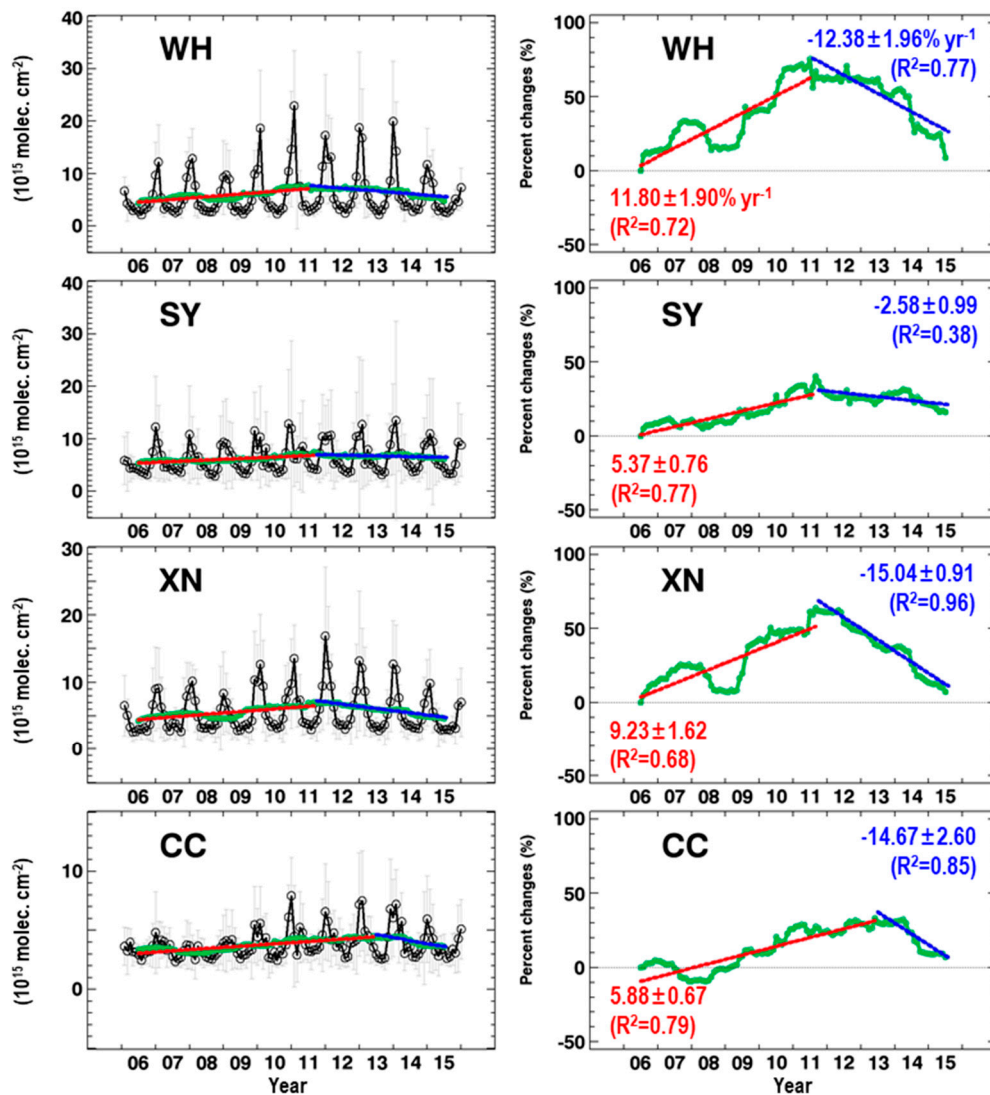 WH
(10¹⁵ molec. cm⁻²)
40
30
20
10
0
06 07 08 09 10 11 12 13 14 15
WH
Percent changes (%)
100
50
0
-50
-12.38±1.96% yr⁻¹
(R²=0.77)
11.80±1.90% yr⁻¹
(R²=0.72)
06 07 08 09 10 11 12 13 14 15
SY
(10¹⁵ molec. cm⁻²)
40
30
20
10
0
06 07 08 09 10 11 12 13 14 15
SY
Percent changes (%)
100
50
0
-50
-2.58±0.99
(R²=0.38)
5.37±0.76
(R²=0.77)
06 07 08 09 10 11 12 13 14 15
XN
(10¹⁵ molec. cm⁻²)
30
20
10
0
06 07 08 09 10 11 12 13 14 15
XN
Percent changes (%)
100
50
0
-50
-15.04±0.91
(R²=0.96)
9.23±1.62
(R²=0.68)
06 07 08 09 10 11 12 13 14 15
CC
(10¹⁵ molec. cm⁻²)
10
0
06 07 08 09 10 11 12 13 14 15
Year
CC
Percent changes (%)
100
50
0
-50
-14.67±2.60
(R²=0.85)
5.88±0.67
(R²=0.79)
06 07 08 09 10 11 12 13 14 15
Year